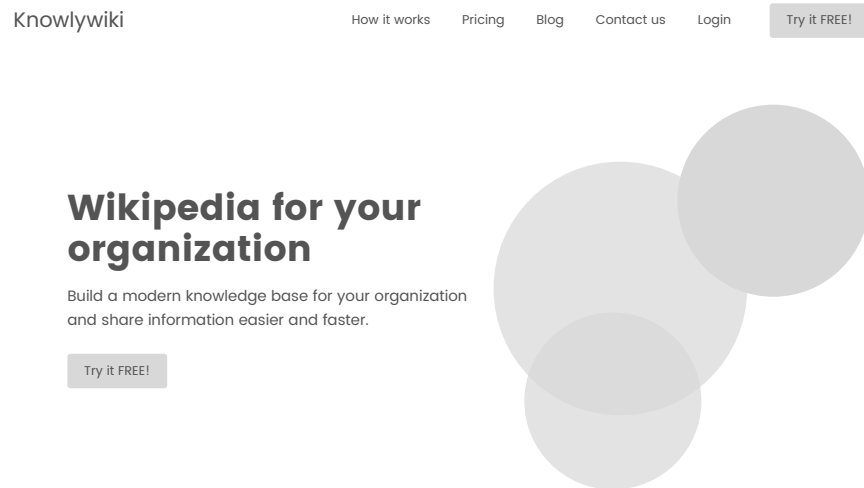 Knowlywiki
How it works
Pricing
Blog
Contact us
Login
Try it FREE!
Wikipedia for your
organization
Build a modern knowledge base for your organization
and share information easier and faster.
Try it FREE!